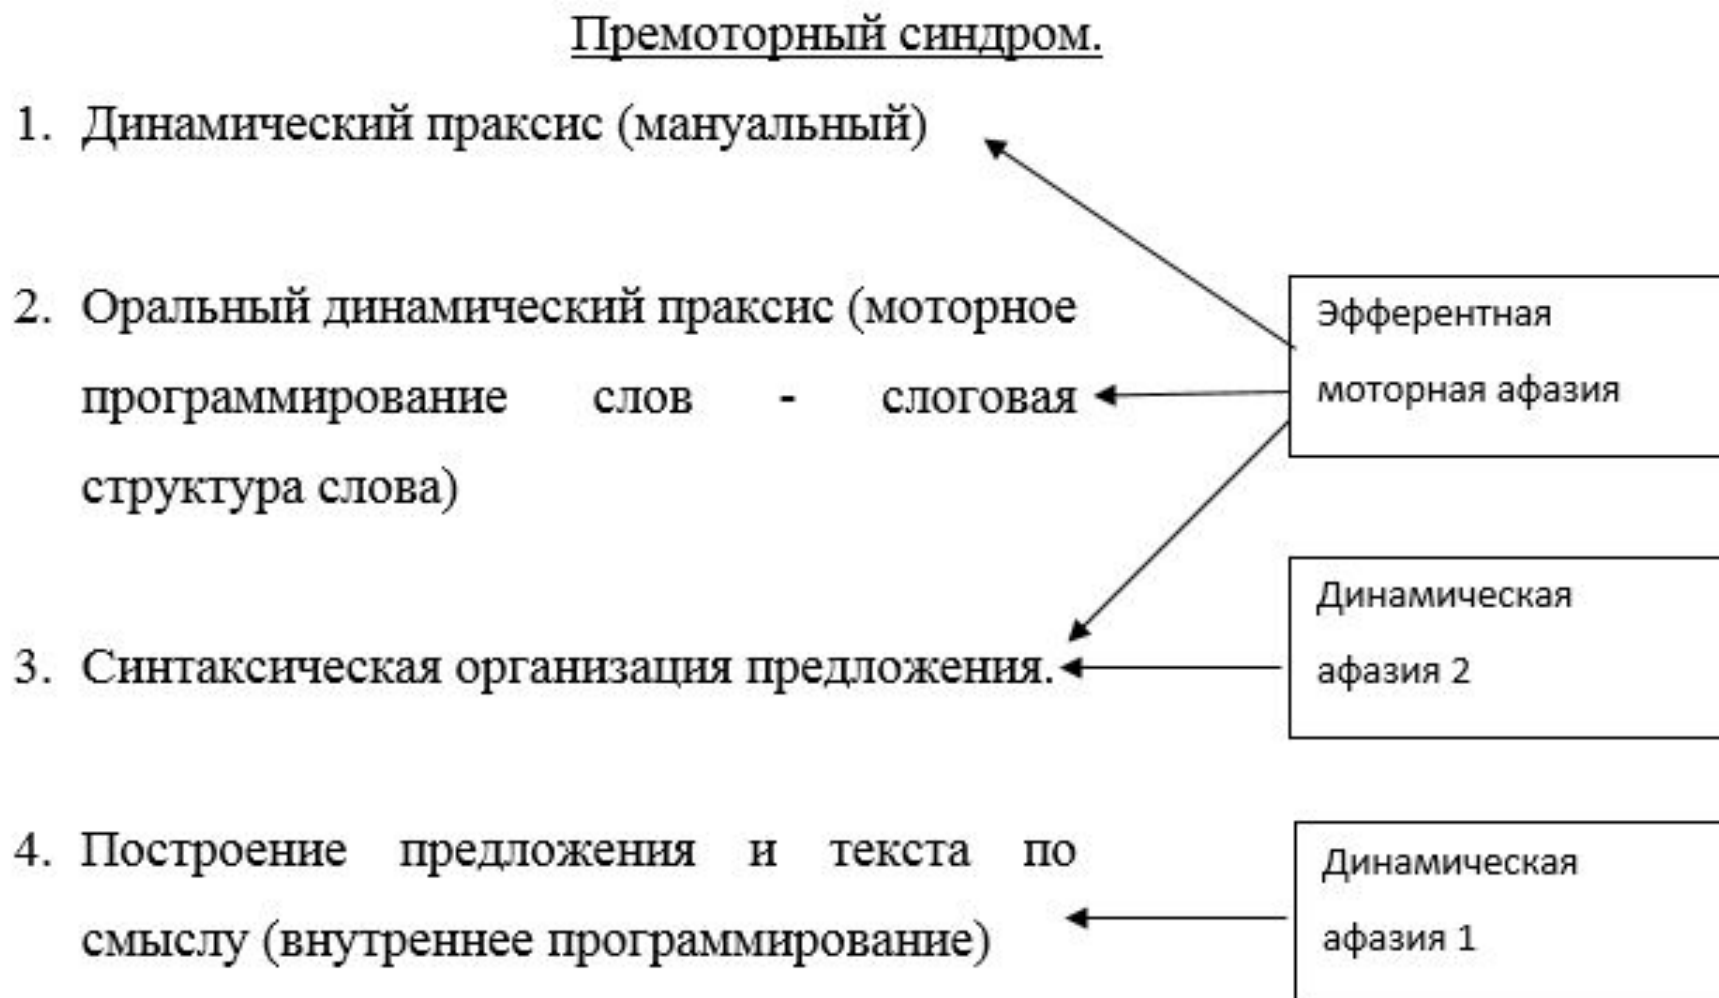 Премоторный синдром.
1. Динамический праксис (мануальный)
2. Оральный динамический праксис (моторное
программирование слов - слоговая
структура слова)
3. Синтаксическая организация предложения.
4. Построение предложения и текста по
смыслу (внутреннее программирование)
Эфферентная
моторная афазия
Динамическая
афазия 2
Динамическая
афазия 1